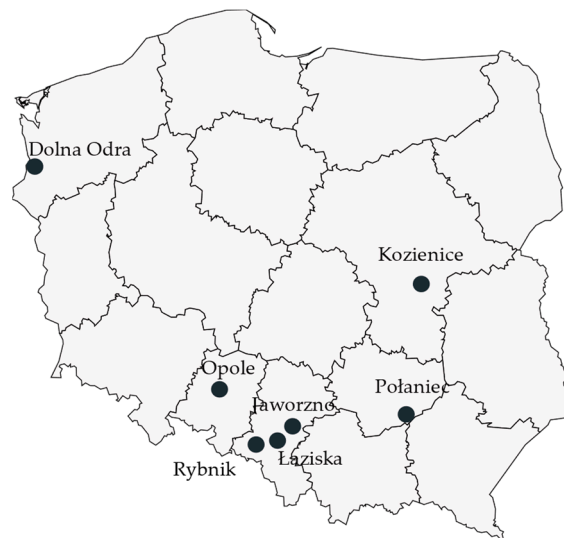 Dolna Odra
Kozienice
Opole
Połaniec
Jaworzno
Łaziska
Rybnik